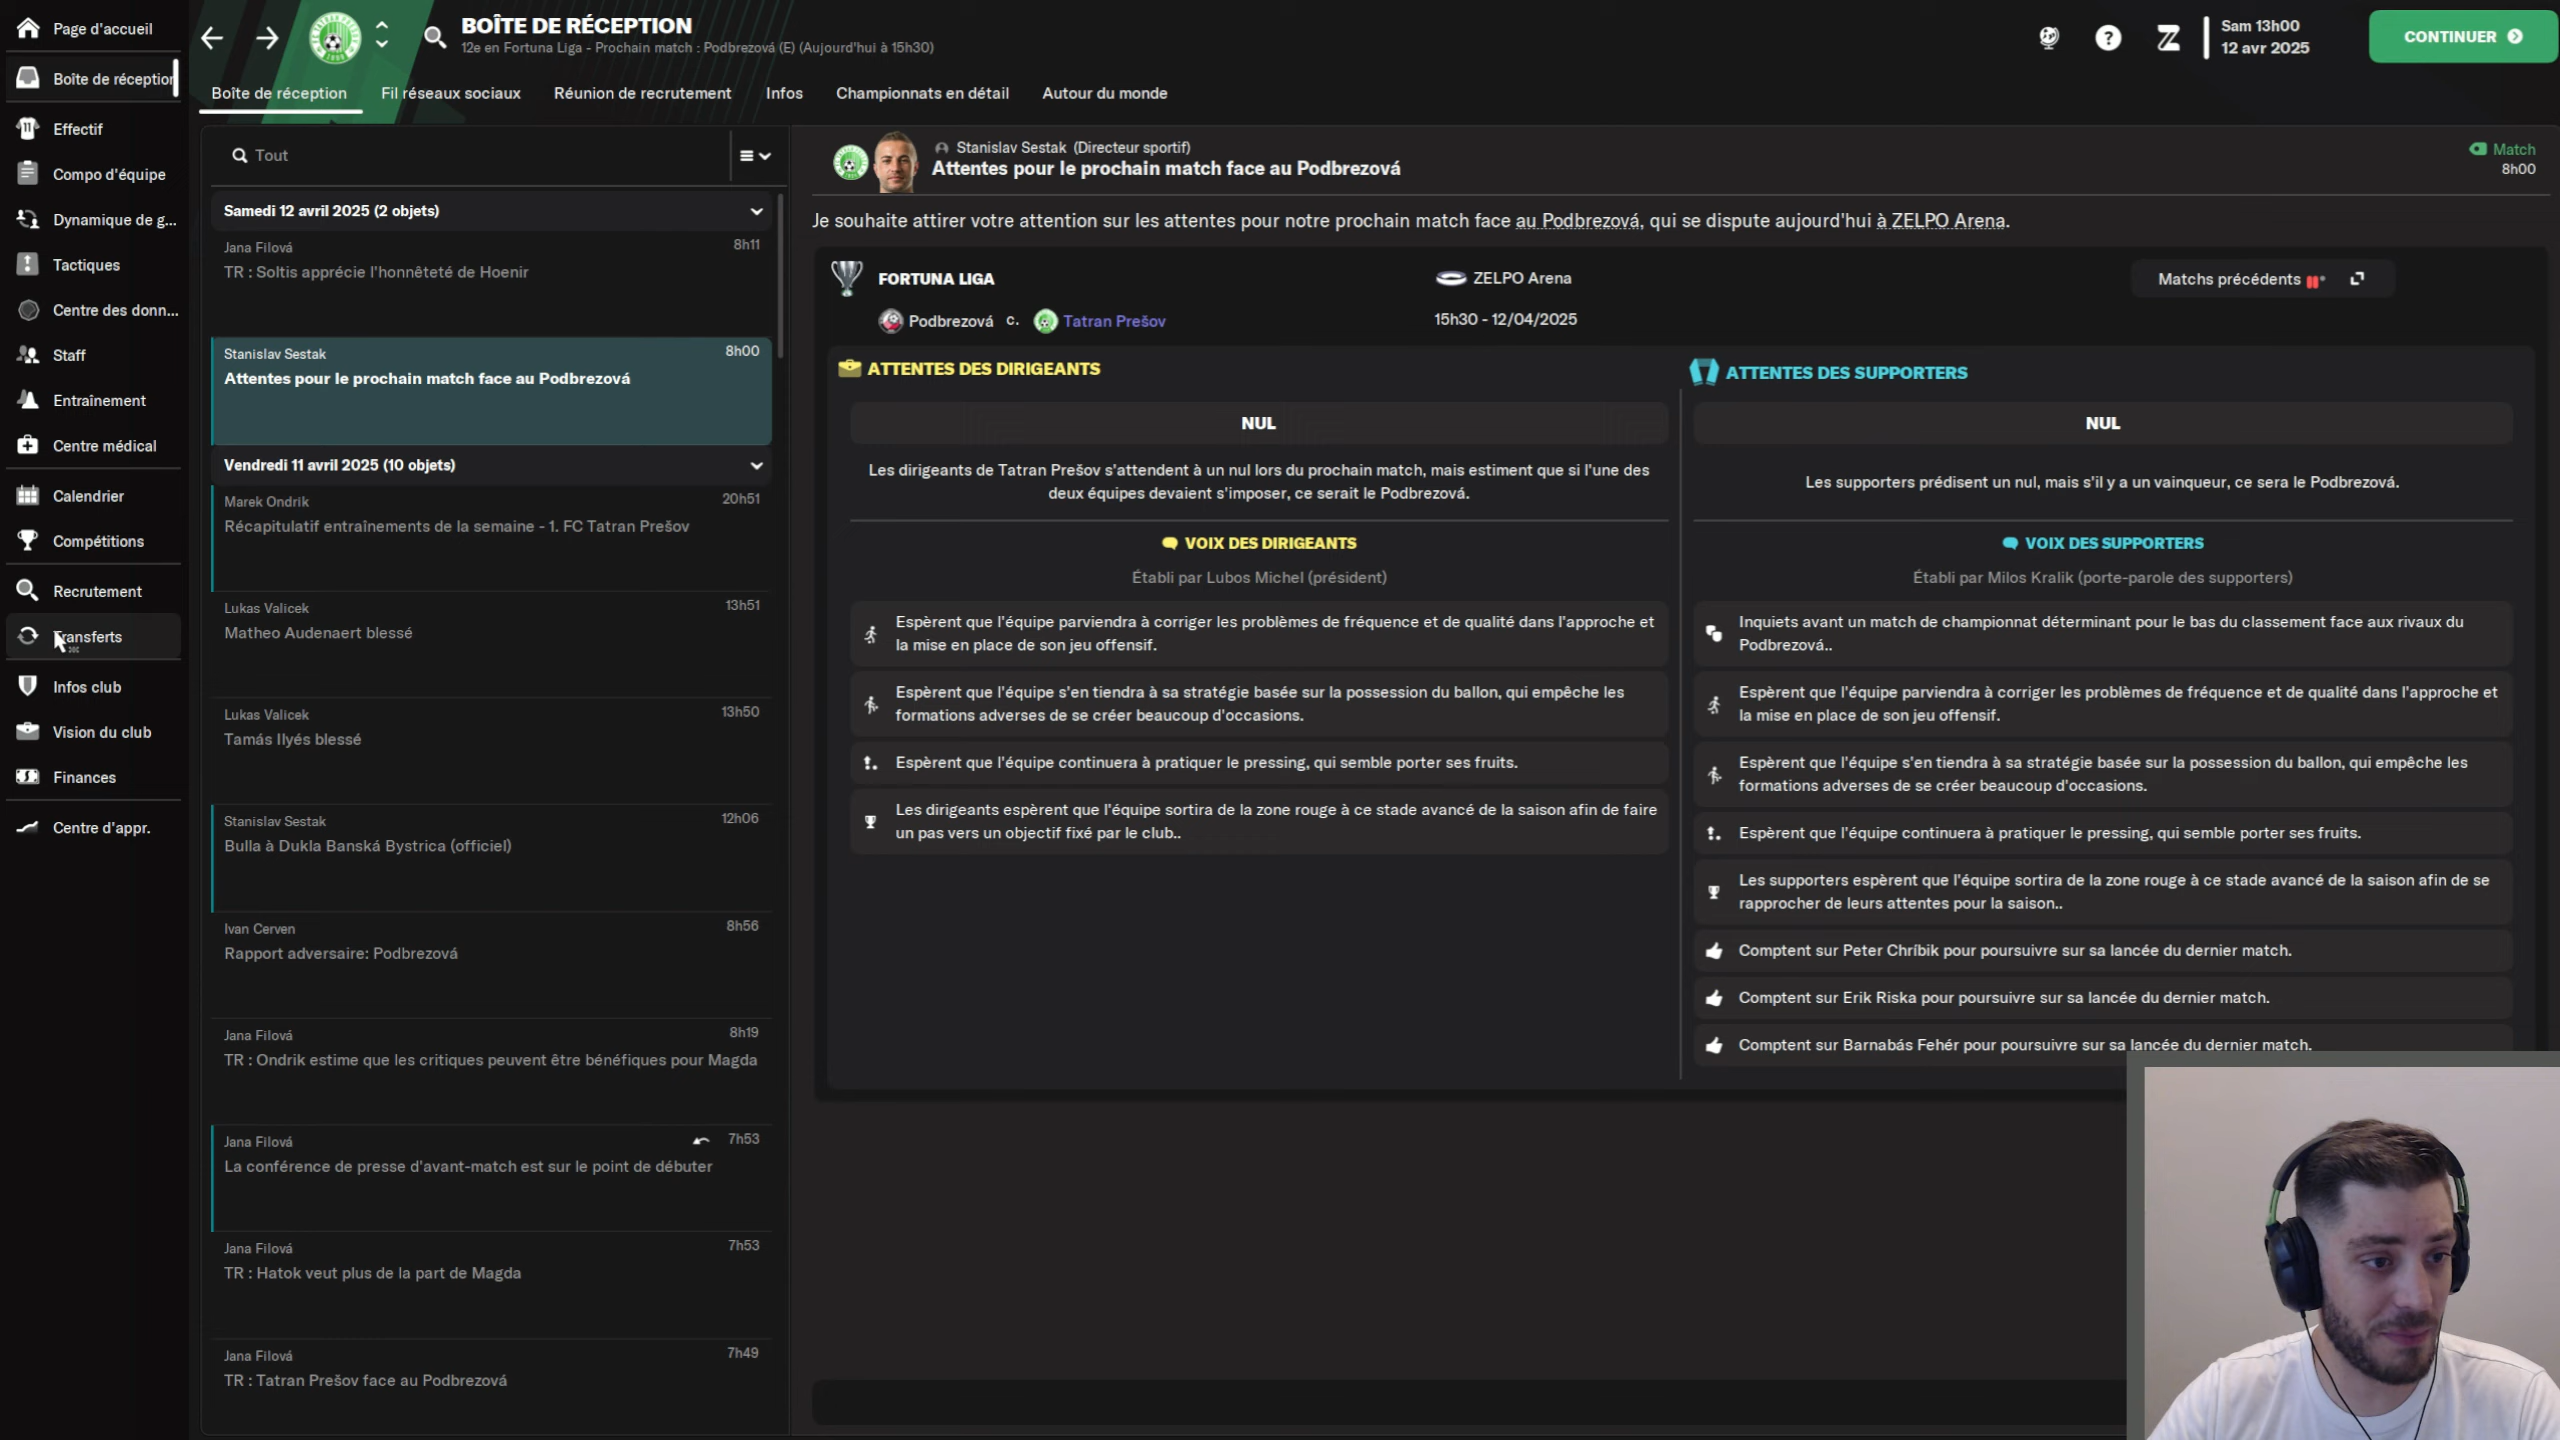 Page d'accueil
Boîte de réception
Effectif
Compo d'équipe
Dynamique de g...
Tactiques
Centre des donn...
Staff
Entraînement
Centre médical
Calendrier
Compétitions
Recrutement
Transferts
Infos club
Vision du club
Finances
Centre d'appr.
BOÎTE DE RÉCEPTION
12e en Fortuna Liga - Prochain match : Podbrezová (E) (Aujourd'hui à 15h30)
Sam 13h00
12 avr 2025
CONTINUER
Boîte de réception
Fil réseaux sociaux
Réunion de recrutement
Infos
Championnats en détail
Autour du monde
Tout
Samedi 12 avril 2025 (2 objets)
Jana Filová
8h11
TR : Soltis apprécie l'honnêteté de Hoenir
Stanislav Sestak
8h00
Attentes pour le prochain match face au Podbrezová
Vendredi 11 avril 2025 (10 objets)
Marek Ondrik
20h51
Récapitulatif entraînements de la semaine - 1. FC Tatran Prešov
Lukas Valicek
13h51
Matheo Audenaert blessé
Lukas Valicek
13h50
Tamás Ilyés blessé
Stanislav Sestak
12h06
Bulla à Dukla Banská Bystrica (officiel)
Ivan Cerven
8h56
Rapport adversaire: Podbrezová
Jana Filová
8h19
TR : Ondrik estime que les critiques peuvent être bénéfiques pour Magda
Jana Filová
7h53
La conférence de presse d'avant-match est sur le point de débuter
Jana Filová
7h53
TR : Hatok veut plus de la part de Magda
Jana Filová
7h49
TR : Tatran Prešov face au Podbrezová
Stanislav Sestak (Directeur sportif)
Attentes pour le prochain match face au Podbrezová
Match
8h00
Je souhaite attirer votre attention sur les attentes pour notre prochain match face au Podbrezová, qui se dispute aujourd'hui à ZELPO Arena.
FORTUNA LIGA
ZELPO Arena
Matchs précédents
Podbrezová c. Tatran Prešov
15h30 - 12/04/2025
ATTENTES DES DIRIGEANTS
NUL
Les dirigeants de Tatran Prešov s'attendent à un nul lors du prochain match, mais estiment que si l'une des
deux équipes devaient s'imposer, ce serait le Podbrezová.
VOIX DES DIRIGEANTS
Établi par Lubos Michel (président)
Espèrent que l'équipe parviendra à corriger les problèmes de fréquence et de qualité dans l'approche et
la mise en place de son jeu offensif.
Espèrent que l'équipe s'en tiendra à sa stratégie basée sur la possession du ballon, qui empêche les
formations adverses de se créer beaucoup d'occasions.
Espèrent que l'équipe continuera à pratiquer le pressing, qui semble porter ses fruits.
Les dirigeants espèrent que l'équipe sortira de la zone rouge à ce stade avancé de la saison afin de faire
un pas vers un objectif fixé par le club..
ATTENTES DES SUPPORTERS
NUL
Les supporters prédisent un nul, mais s'il y a un vainqueur, ce sera le Podbrezová.
VOIX DES SUPPORTERS
Établi par Milos Kralik (porte-parole des supporters)
Inquiets avant un match de championnat déterminant pour le bas du classement face aux rivaux du
Podbrezová..
Espèrent que l'équipe parviendra à corriger les problèmes de fréquence et de qualité dans l'approche et
la mise en place de son jeu offensif.
Espèrent que l'équipe s'en tiendra à sa stratégie basée sur la possession du ballon, qui empêche les
formations adverses de se créer beaucoup d'occasions.
Espèrent que l'équipe continuera à pratiquer le pressing, qui semble porter ses fruits.
Les supporters espèrent que l'équipe sortira de la zone rouge à ce stade avancé de la saison afin de se
rapprocher de leurs attentes pour la saison..
Comptent sur Peter Chríbik pour poursuivre sur sa lancée du dernier match.
Comptent sur Erik Riska pour poursuivre sur sa lancée du dernier match.
Comptent sur Barnabás Fehér pour poursuivre sur sa lancée du dernier match.